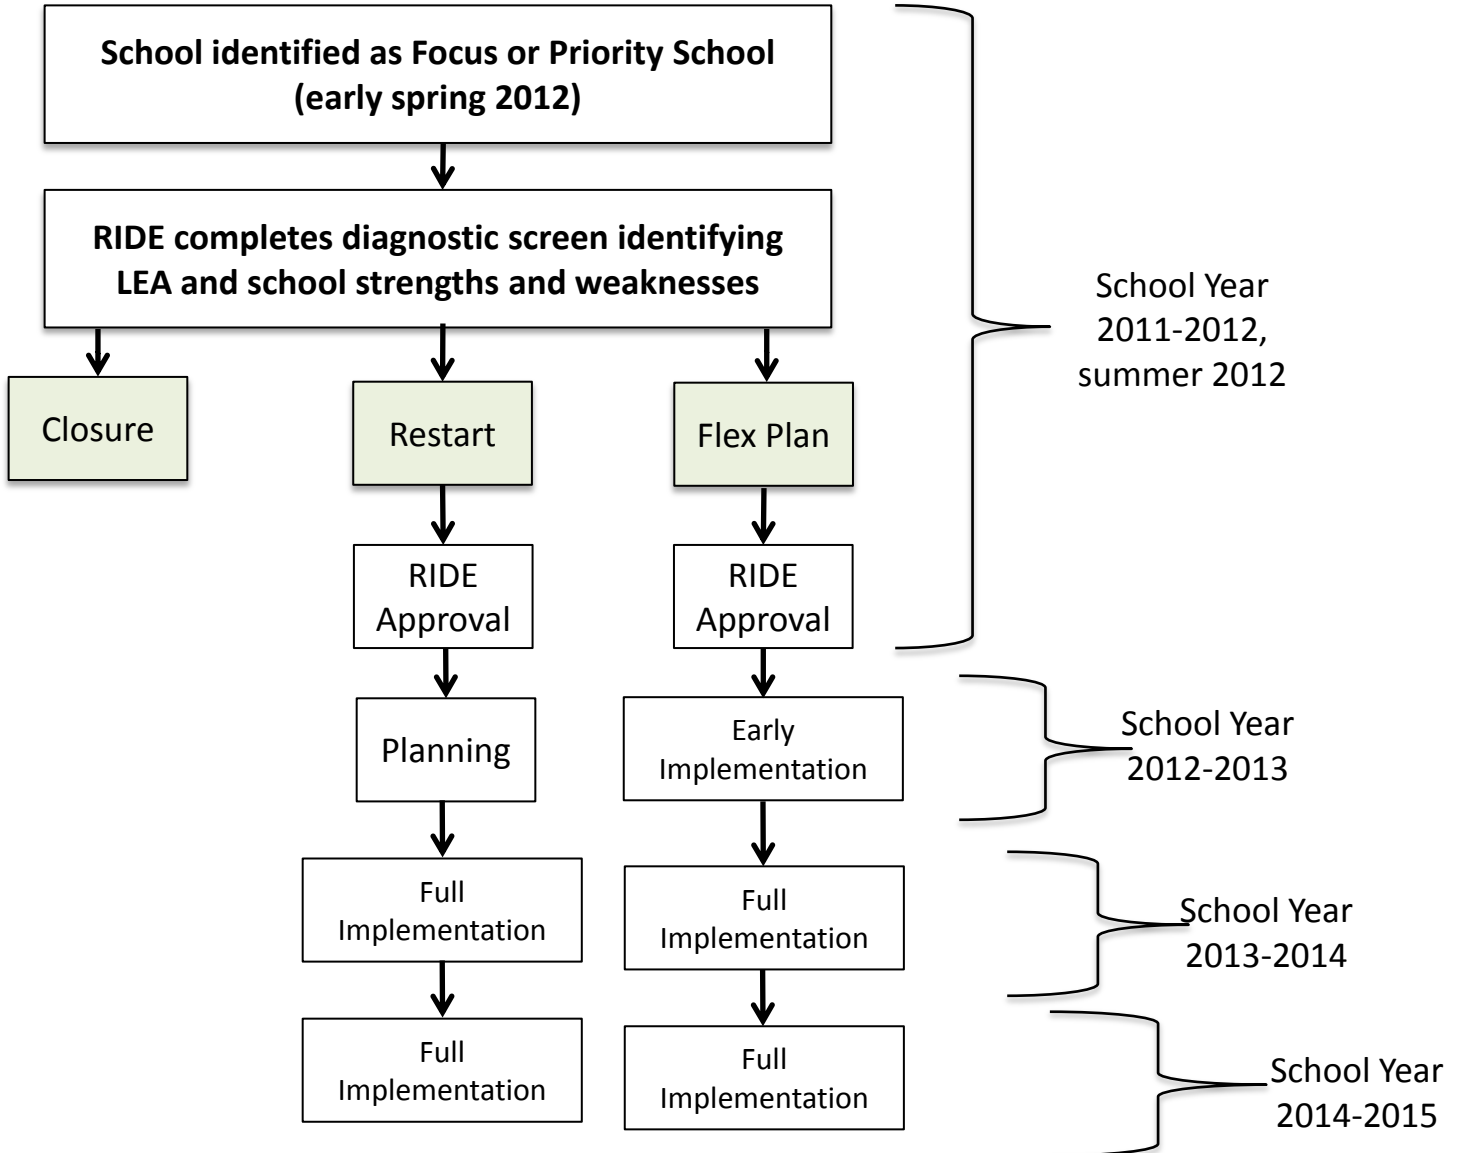 School identified as Focus or Priority School
(early spring 2012)
RIDE completes diagnostic screen identifying
LEA and school strengths and weaknesses
School Year
2011-2012,
summer 2012
Closure
Restart
Flex Plan
RIDE
Approval
RIDE
Approval
Planning
Early
Implementation
School Year
2012-2013
Full
Implementation
Full
Implementation
School Year
2013-2014
Full
Implementation
Full
Implementation
School Year
2014-2015